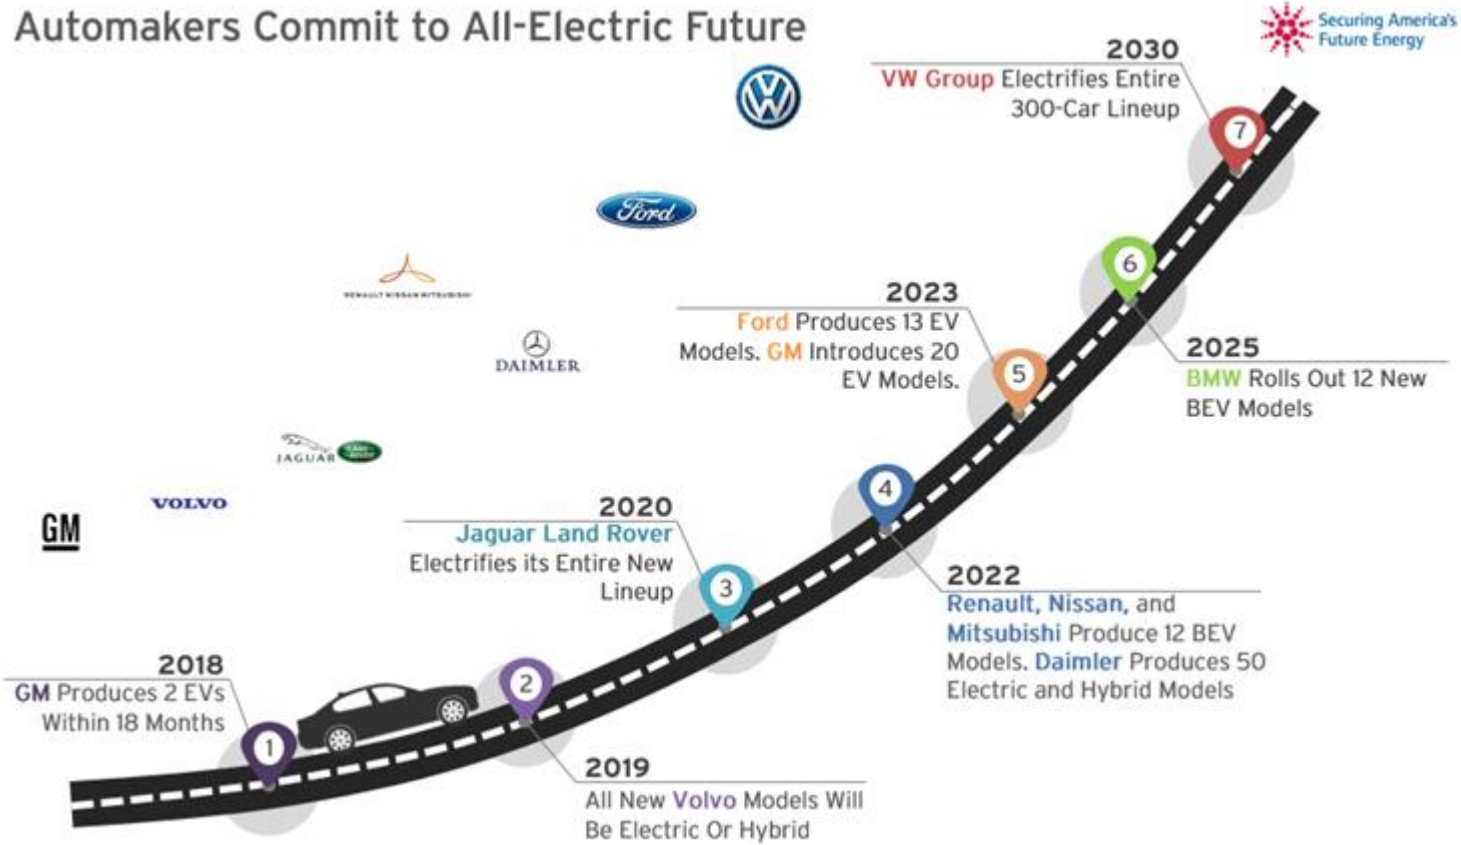 Automakers Commit to All-Electric Future
Securing America's
Future Energy
2030
VW Group Electrifies Entire
300-Car Lineup
7
Ford
6
RENAULT NISSAN MITSUBISHI
2023
Ford Produces 13 EV
Models. GM Introduces 20
EV Models.
DAIMLER
5
2025
BMW Rolls Out 12 New
BEV Models
JAGUAR
VOLVO
GM
4
2020
Jaguar Land Rover
Electrifies its Entire New
Lineup
3
2022
Renault, Nissan, and
Mitsubishi Produce 12 BEV
Models. Daimler Produces 50
Electric and Hybrid Models
2018
GM Produces 2 EVs
Within 18 Months
2
1
2019
All New Volvo Models Will
Be Electric Or Hybrid